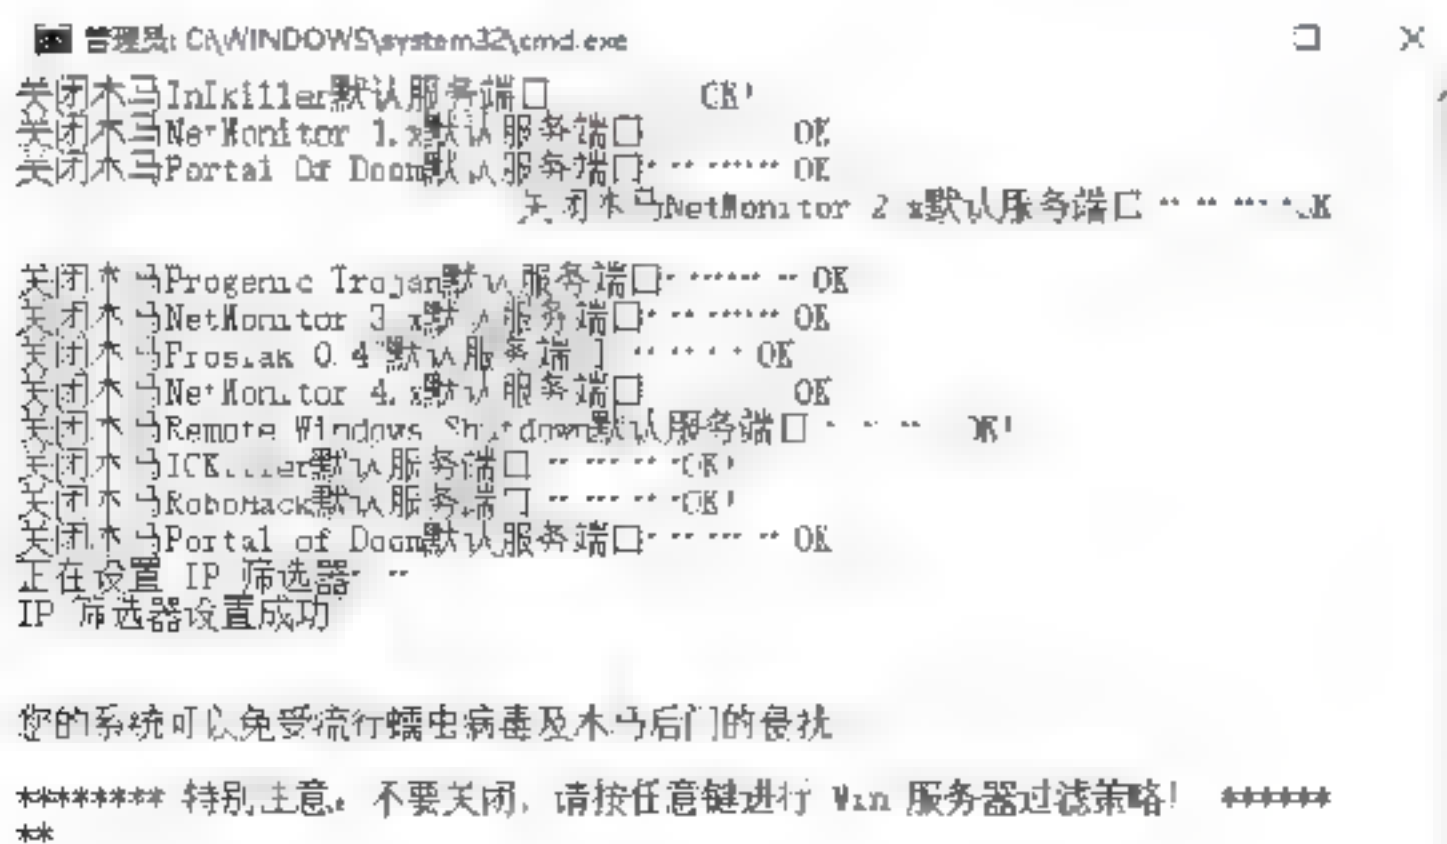 管理员: C:\WINDOWS\system32\cmd.exe
关闭木马InIkiller默认服务端口 OK!
关闭木马NetMonitor 1.x默认服务端口 OK
关闭木马Portal Of Doom默认服务端口............OK
关闭木马NetMonitor 2.x默认服务端口............K
关闭木马Progenic Trojan默认服务端口............OK
关闭木马NetMonitor 3.x默认服务端口............OK
关闭木马Prosiak 0.47默认服务端口............OK
关闭木马NetMonitor 4.x默认服务端口 OK
关闭木马Remote Windows Shutdown默认服务端口............OK!
关闭木马ICKiller默认服务端口............OK!
关闭木马RoboHack默认服务端口............OK!
关闭木马Portal of Doom默认服务端口............OK
正在设置 IP 筛选器......
IP 筛选器设置成功
您的系统可以免受流行蠕虫病毒及木马后门的侵扰
******** 特别注意：不要关闭，请按任意键进行 Win 服务器过滤策略! ******
**